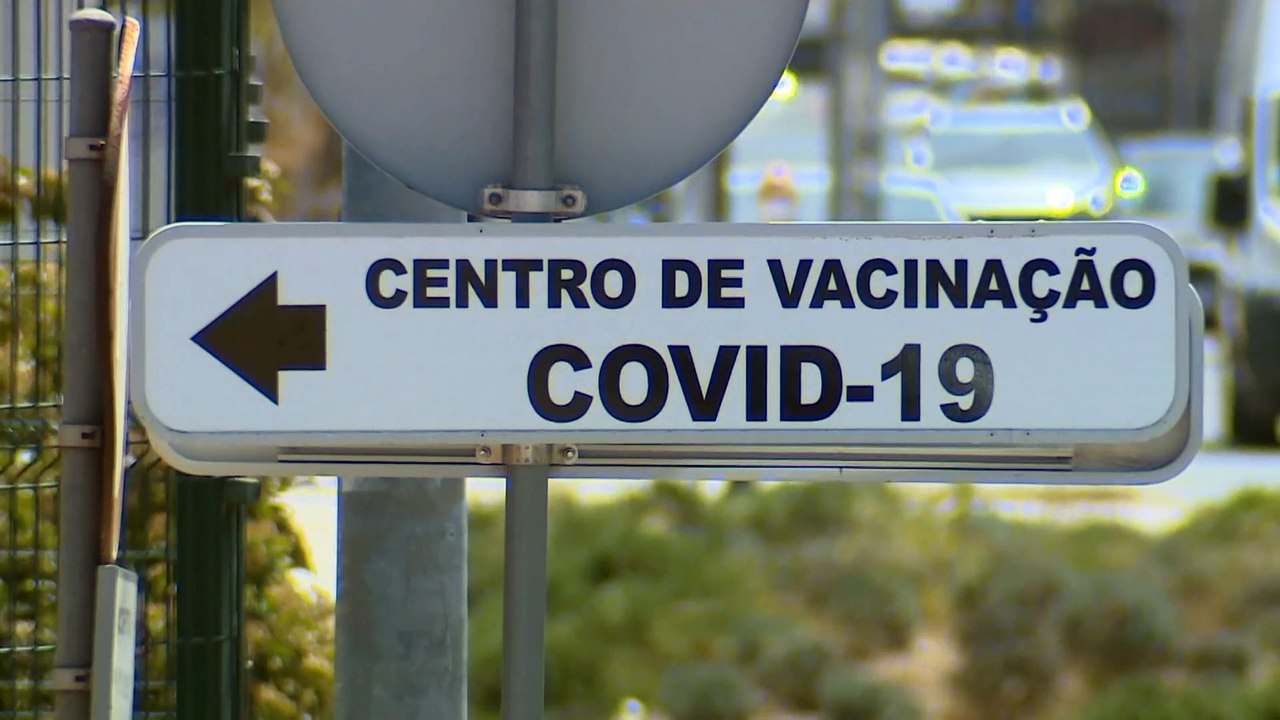 CENTRO DE VACINAÇÃO
COVID-19